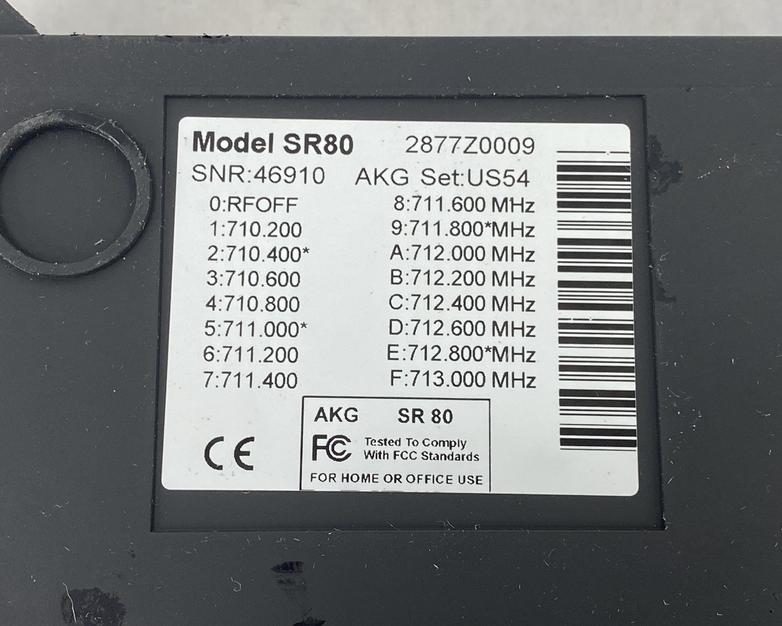 Model SR80 2877Z0009
SNR:46910 AKG Set:US54
0:RFOFF 8:711.600 MHz
1:710.200 9:711.800*MHz
2:710.400* A:712.000 MHz
3:710.600 B:712.200 MHz
4:710.800 C:712.400 MHz
5:711.000* D:712.600 MHz
6:711.200 E:712.800*MHz
7:711.400 F:713.000 MHz
AKG SR 80
CE FC Tested To Comply
With FCC Standards
FOR HOME OR OFFICE USE